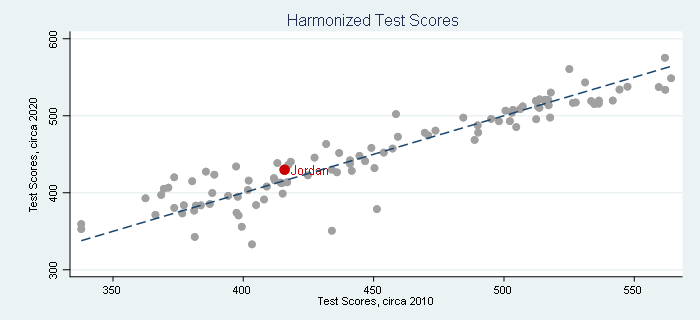 Harmonized Test Scores
600
500
400
300
Test Scores, circa 2020
Jordan
350
400
450
500
550
Test Scores, circa 2010